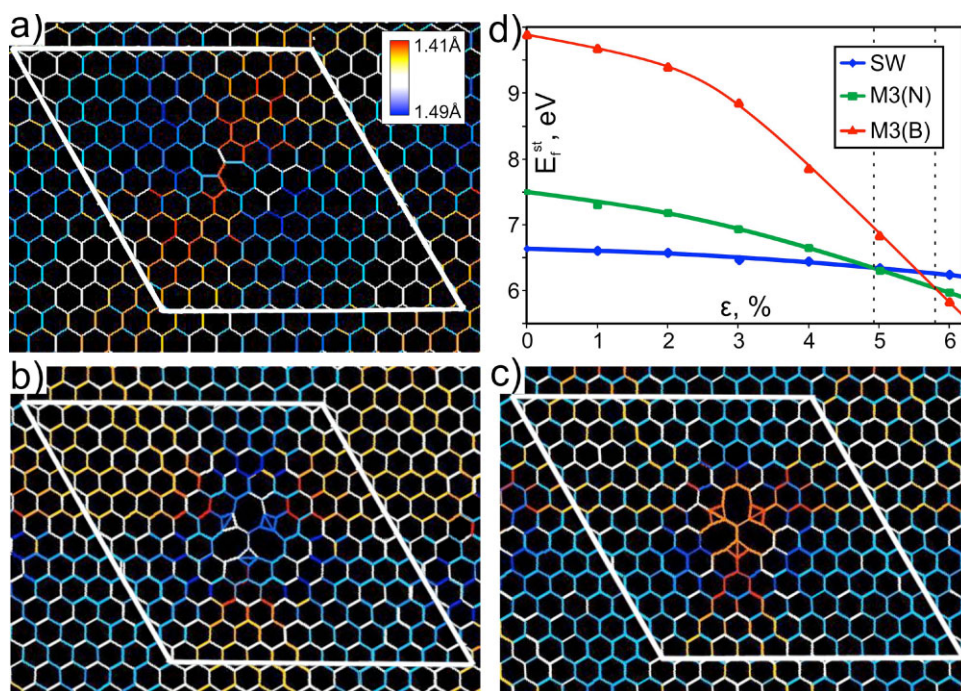 a)
1.41Å
1.49Å
d)
10
9
8
7
6
E_f^st, eV
SW
M3(N)
M3(B)
ε, %
0 1 2 3 4 5 6
b)
c)